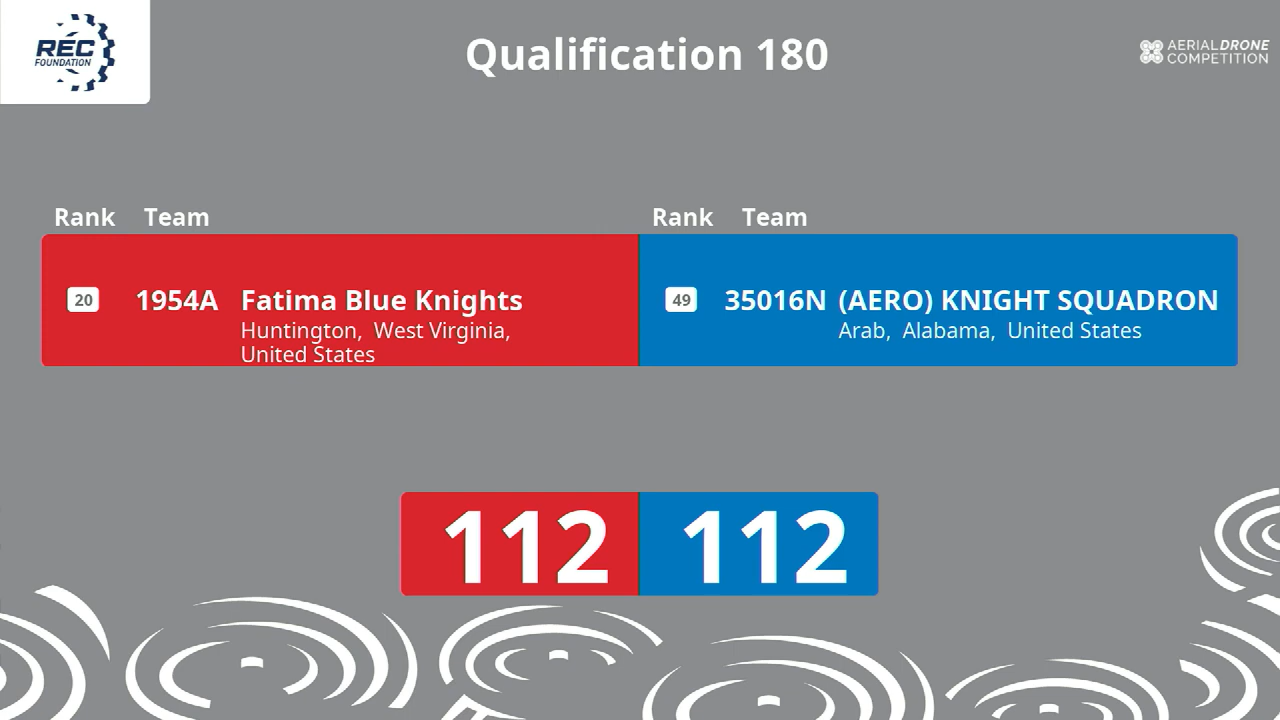 REC
FOUNDATION
Qualification 180
AERIALDRONE
COMPETITION
Rank Team
Rank Team
20 1954A Fatima Blue Knights
Huntington, West Virginia,
United States
49 35016N (AERO) KNIGHT SQUADRON
Arab, Alabama, United States
112 112